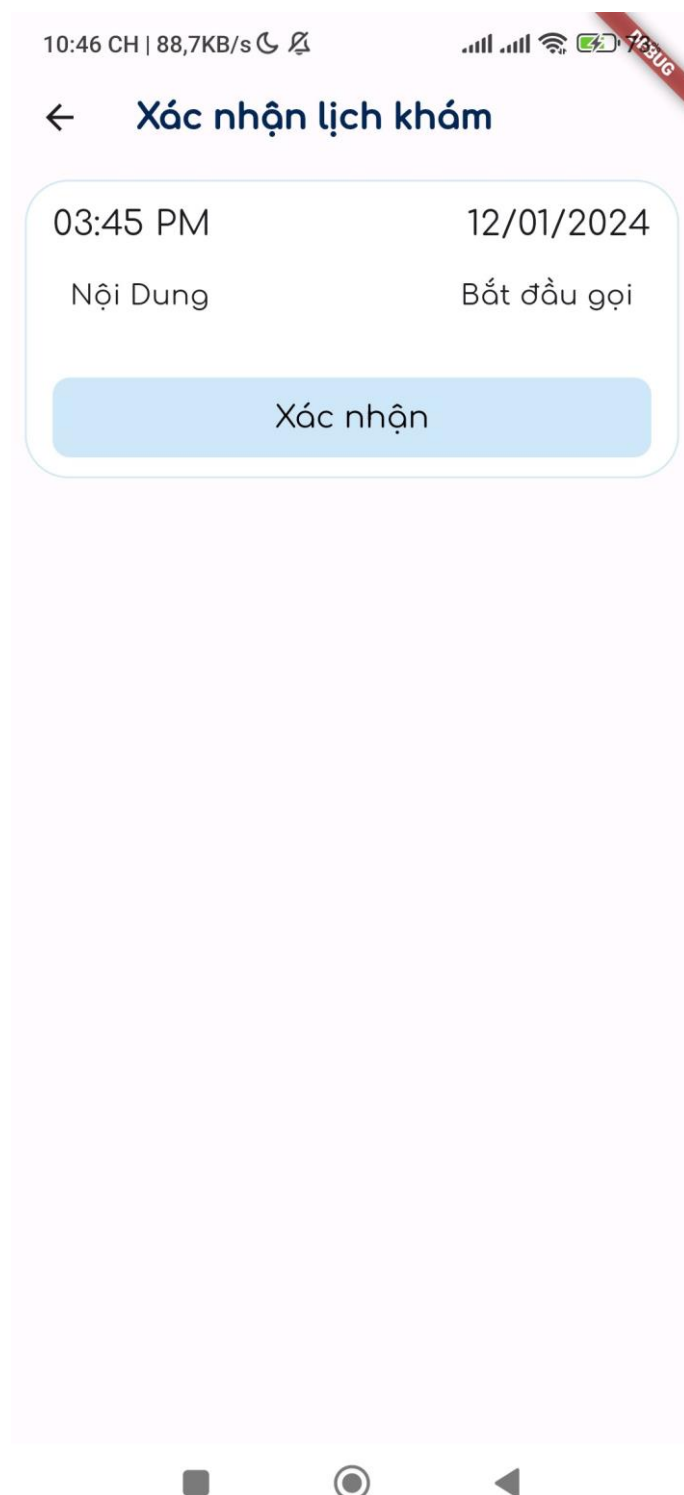 10:46 CH | 88,7KB/s
DEBUG
Xác nhận lịch khám
03:45 PM 12/01/2024
Nội Dung Bắt đầu gọi
Xác nhận